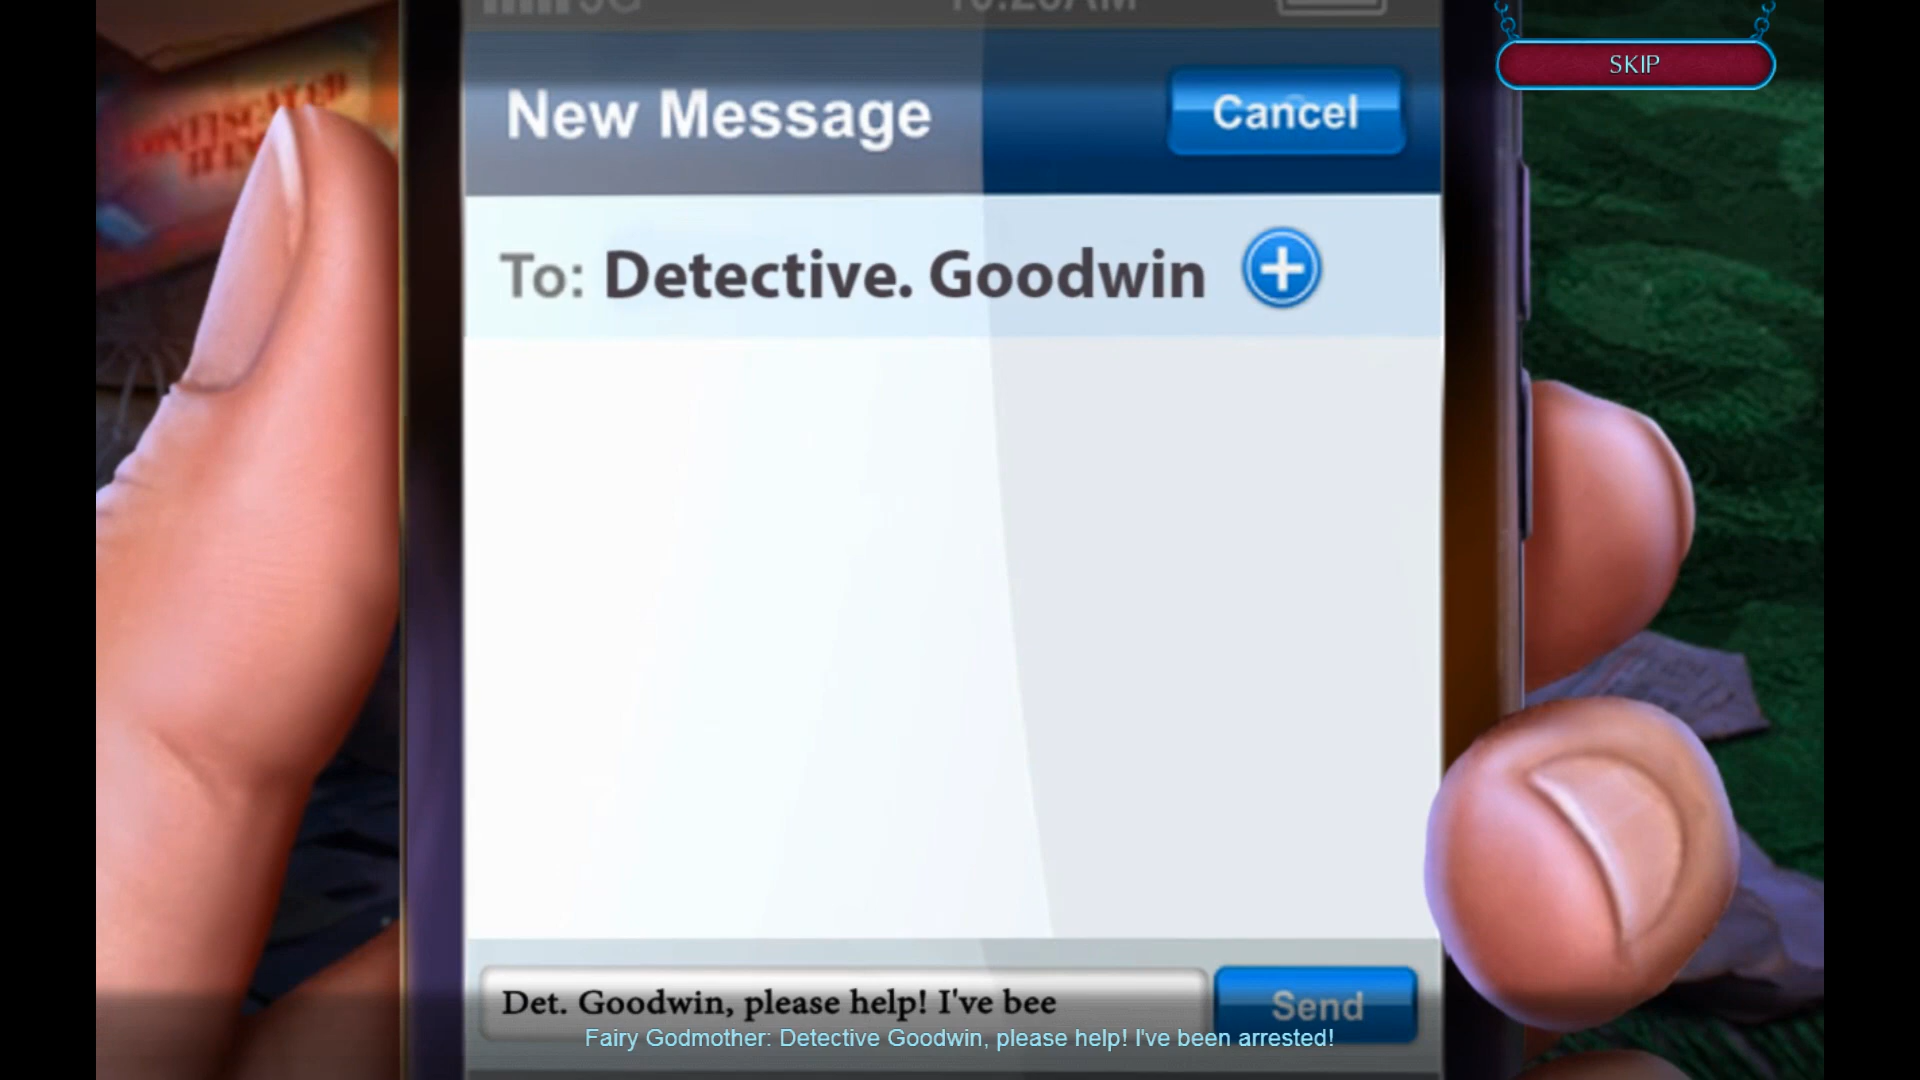 SKIP
New Message
Cancel
To: Detective. Goodwin
Det. Goodwin, please help! I've bee
Send
Fairy Godmother: Detective Goodwin, please help! I've been arrested!